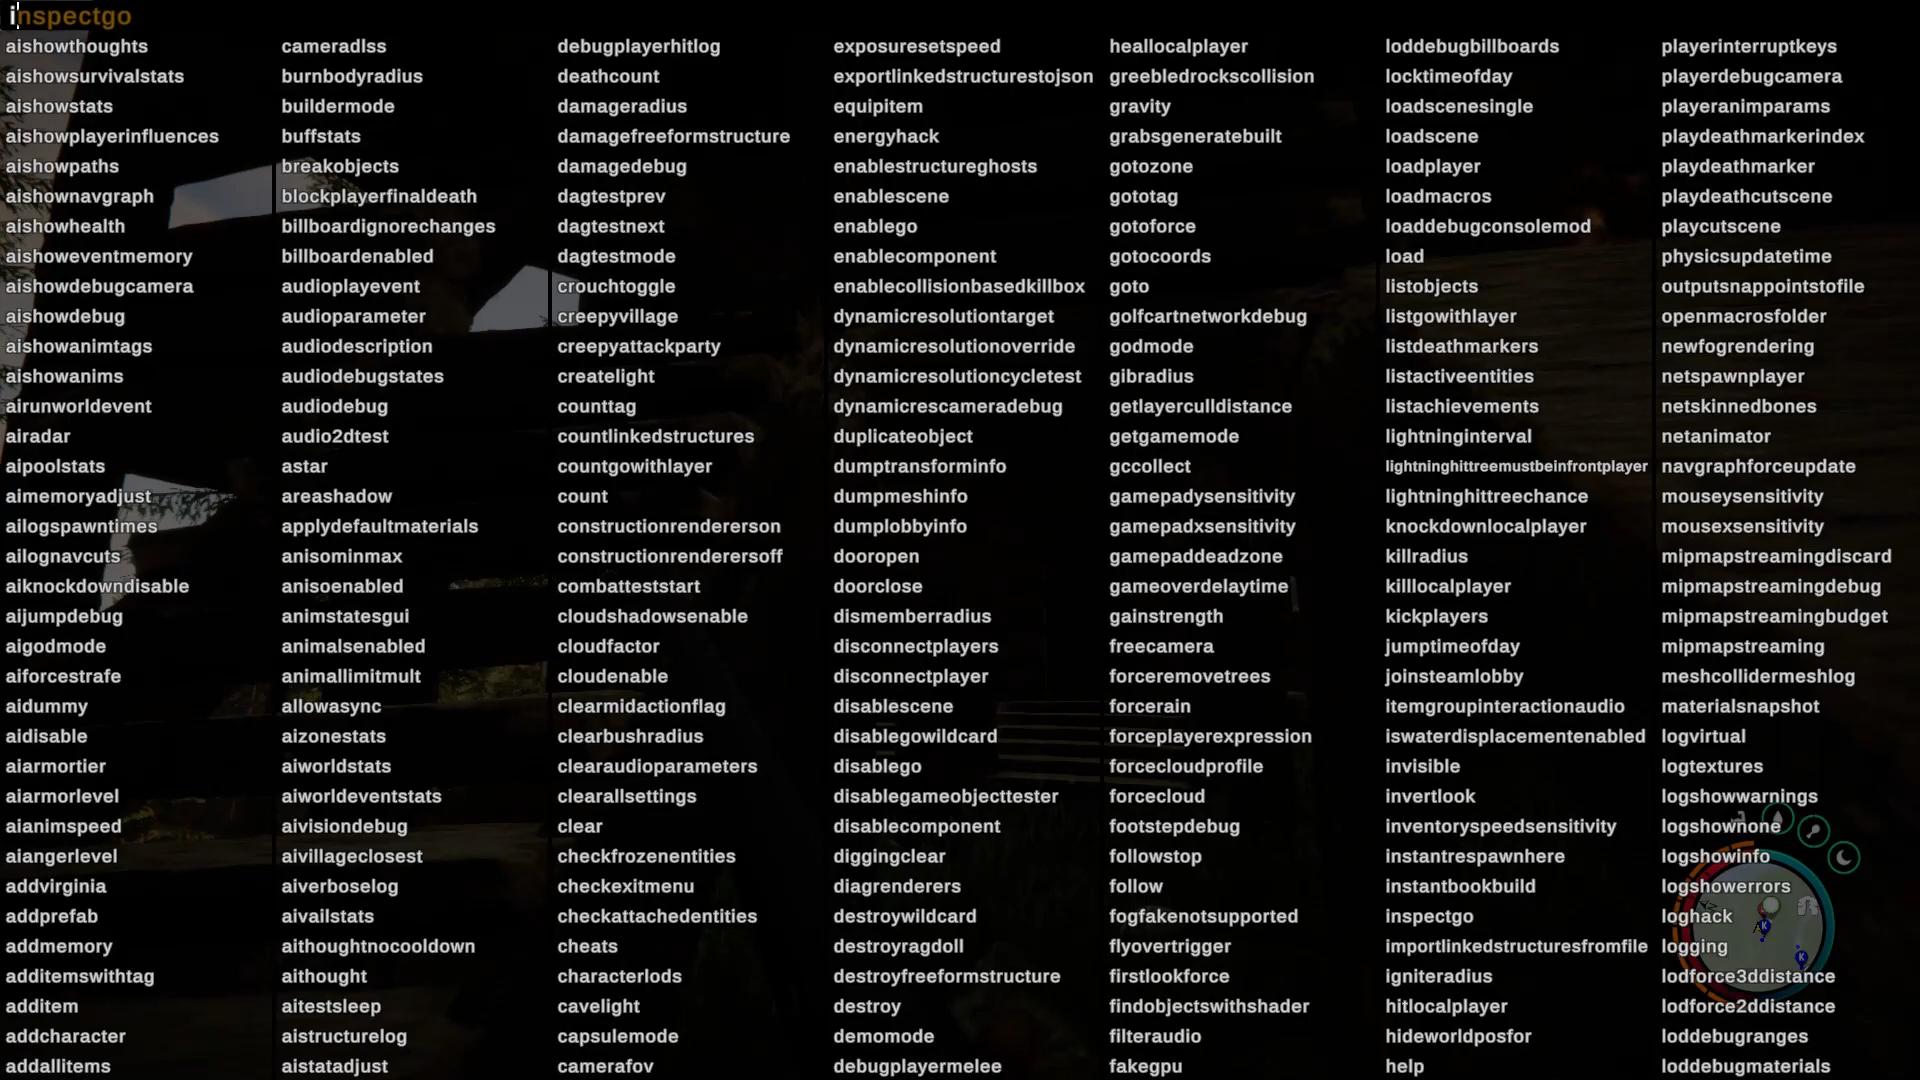 inspectgo
aishowthoughts
aishowsurvivalstats
aishowstats
aishowplayerinfluences
aishowpaths
aishownavgraph
aishowhealth
aishoweventmemory
aishowdebugcamera
aishowdebug
aishowanimtags
aishowanims
airunworldevent
airadar
aipoolstats
aimemoryadjust
ailogspawntimes
ailognavcuts
aiknockdowndisable
aijumpdebug
aigodmode
aiforcestrafe
aidummy
aidisable
aiarmortier
aiarmorlevel
aianimspeed
aiangerlevel
addvirginia
addprefab
addmemory
additemswithtag
additem
addcharacter
addallitems
cameradlss
burnbodyradius
buildermode
buffstats
breakobjects
blockplayerfinaldeath
billboardignorechanges
billboardenabled
audioplayevent
audioparameter
audiodescription
audiodebugstates
audiodebug
audio2dtest
astar
areashadow
applydefaultmaterials
anisominmax
anisoenabled
animstatesgui
animalsenabled
animallimitmult
allowasync
aizonestats
aiworldstats
aiworldeventstats
aivisiondebug
aivillageclosest
aiverboselog
aivailstats
aithoughtnocooldown
aithought
aitestsleep
aistructurelog
aistatadjust
debugplayerhitlog
deathcount
damageradius
damagefreeformstructure
damagedebug
dagtestprev
dagtestnext
dagtestmode
crouchtoggle
creepyvillage
creepyattackparty
createlight
counttag
countlinkedstructures
countgowithlayer
count
constructionrendererson
constructionrenderersoff
combatteststart
cloudshadowsenable
cloudfactor
cloudenable
clearmidactionflag
clearbushradius
clearaudioparameters
clearallsettings
clear
checkfrozenentities
checkexitmenu
checkattachedentities
cheats
characterlods
cavelight
capsulemode
camerafov
exposuresetspeed
exportlinkedstructurestojson
equipitem
energyhack
enablestructureghosts
enablescene
enablego
enablecomponent
enablecollisionbasedkillbox
dynamicresolutiontarget
dynamicresolutionoverride
dynamicresolutioncycletest
dynamicrescameradebug
duplicateobject
dumptransforminfo
dumpmeshinfo
dumplobbyinfo
dooropen
doorclose
dismemberradius
disconnectplayers
disconnectplayer
disablescene
disablegowildcard
disablego
disablegameobjecttester
disablecomponent
diggingclear
diagrenderers
destroywildcard
destroyragdoll
destroyfreeformstructure
destroy
demomode
debugplayermelee
heallocalplayer
greebledrockscollision
gravity
grabsgeneratebuilt
gotozone
gototag
gotoforce
gotocoords
goto
golfcartnetworkdebug
godmode
gibradius
getlayerculldistance
getgamemode
gccollect
gamepadysensitivity
gamepadxsensitivity
gamepaddeadzone
gameoverdelaytime
gainstrength
freecamera
forceremovetrees
forcerain
forceplayerexpression
forcecloudprofile
forcecloud
footstepdebug
followstop
follow
fogfakenotsupported
flyovertrigger
firstlookforce
findobjectswithshader
filteraudio
fakegpu
loddebugbillboards
locktimeofday
loadscenesingle
loadscene
loadplayer
loadmacros
loaddebugconsolemod
load
listobjects
listgowithlayer
listdeathmarkers
listactiveentities
listachievements
lightninginterval
lightninghittreemustbeinfrontplayer
lightninghittreechance
knockdownlocalplayer
killradius
killlocalplayer
kickplayers
jumptimeofday
joinsteamlobby
itemgroupinteractionaudio
iswaterdisplacementenabled
invisible
invertlook
inventoryspeedsensitivity
instantrespawnhere
instantbookbuild
inspectgo
importlinkedstructuresfromfile
igniteradius
hitlocalplayer
hideworldposfor
help
playerinterruptkeys
playerdebugcamera
playeranimparams
playdeathmarkerindex
playdeathmarker
playdeathcutscene
playcutscene
physicsupdatetime
outputsnappointstofile
openmacrosfolder
newfogrendering
netspawnplayer
netskinnedbones
netanimator
navgraphforceupdate
mouseysensitivity
mousexsensitivity
mipmapstreamingdiscard
mipmapstreamingdebug
mipmapstreamingbudget
mipmapstreaming
meshcollidermeshlog
materialsnapshot
logvirtual
logtextures
logshowwarnings
logshownone
logshowinfo
logshowerrors
loghack
logging
lodforce3ddistance
lodforce2ddistance
loddebugranges
loddebugmaterials
K
K